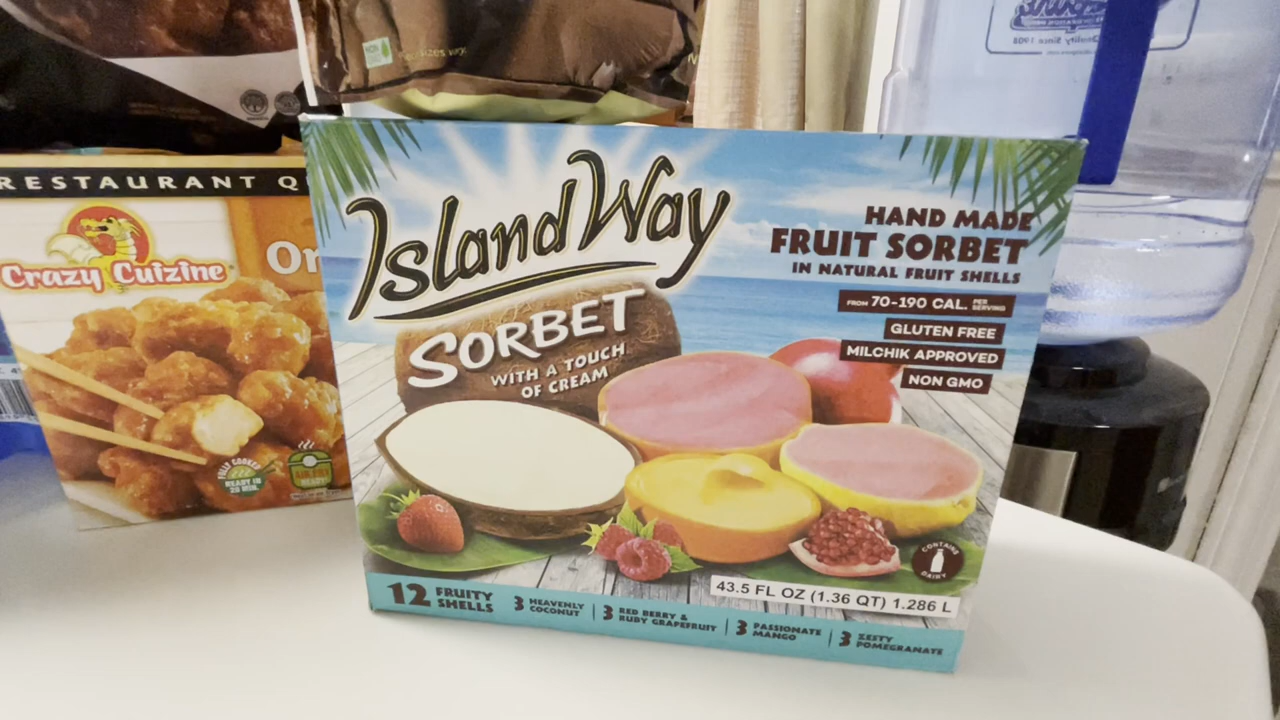 RESTAURANT Q
Crazy Cuizine
Or
FULLY COOKED
READY IN
20 MIN.
Island Way
SORBET
WITH A TOUCH
OF CREAM
HAND MADE
FRUIT SORBET
IN NATURAL FRUIT SHELLS
FROM 70-190 CAL. PER SERVING
GLUTEN FREE
MILCHIK APPROVED
NON GMO
CONTAINS
DAIRY
43.5 FL OZ (1.36 QT) 1.286 L
12 FRUITY SHELLS
3 HEAVENLY COCONUT
3 RED BERRY & RUBY GRAPEFRUIT
3 PASSIONATE MANGO
3 ZESTY POMEGRANATE